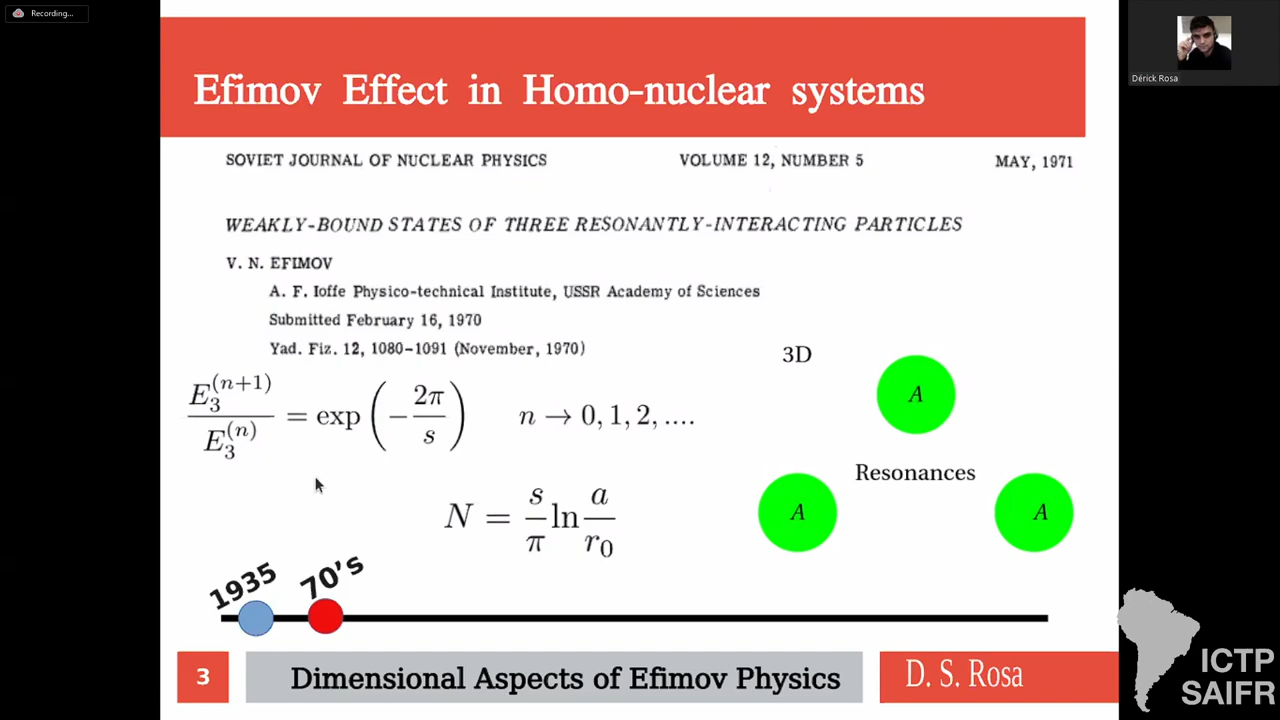 Recording...
Dérick Rosa
Efimov Effect in Homo-nuclear systems
SOVIET JOURNAL OF NUCLEAR PHYSICS VOLUME 12, NUMBER 5 MAY, 1971
WEAKLY-BOUND STATES OF THREE RESONANTLY-INTERACTING PARTICLES
V. N. EFIMOV
A. F. Ioffe Physico-technical Institute, USSR Academy of Sciences
Submitted February 16, 1970
Yad. Fiz. 12, 1080-1091 (November, 1970)
E_3^{(n+1)} / E_3^{(n)} = exp(−2π/s) n → 0, 1, 2, ....
N = s/π ln a/r_0
3D
A
Resonances
A A
1935 70's
3 Dimensional Aspects of Efimov Physics D. S. Rosa
ICTP
SAIFR